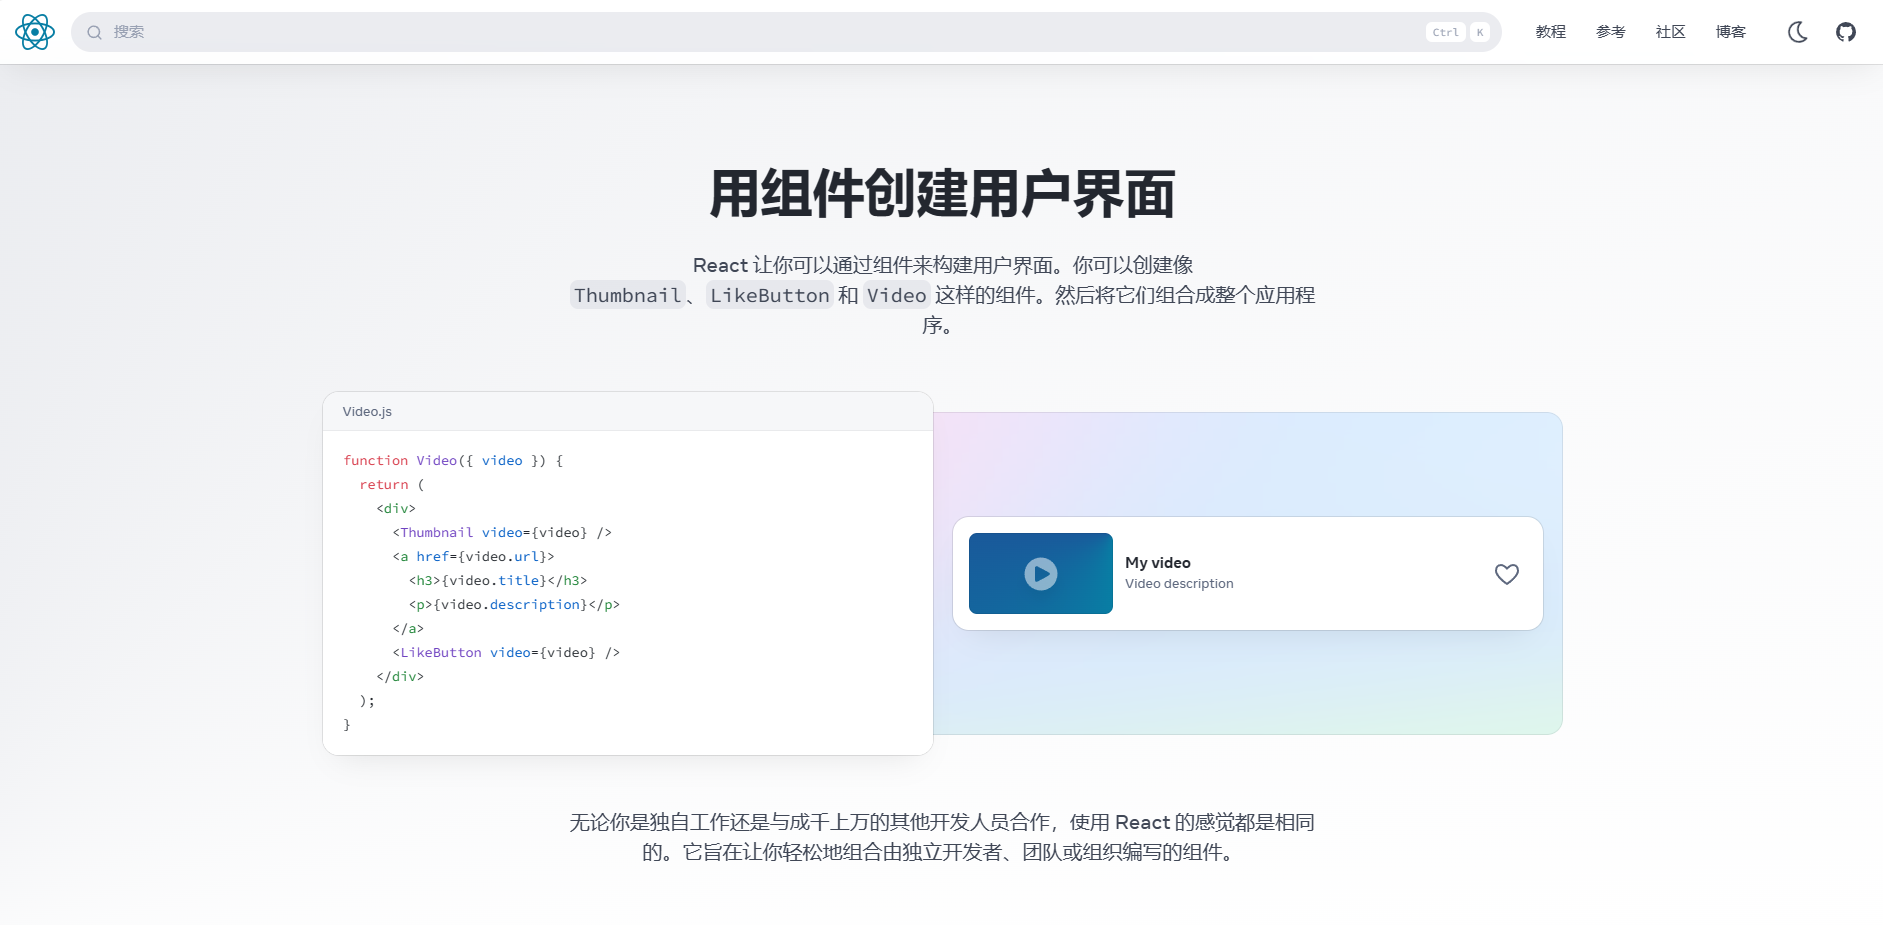 搜索 Ctrl K 教程 参考 社区 博客
用组件创建用户界面
React 让你可以通过组件来构建用户界面。你可以创建像
Thumbnail、LikeButton 和 Video 这样的组件。然后将它们组合成整个应用程
序。
Video.js
function Video({ video }) {
  return (
    <div>
      <Thumbnail video={video} />
      <a href={video.url}>
        <h3>{video.title}</h3>
        <p>{video.description}</p>
      </a>
      <LikeButton video={video} />
    </div>
  );
}
My video
Video description
无论你是独自工作还是与成千上万的其他开发人员合作，使用 React 的感觉都是相同
的。它旨在让你轻松地组合由独立开发者、团队或组织编写的组件。